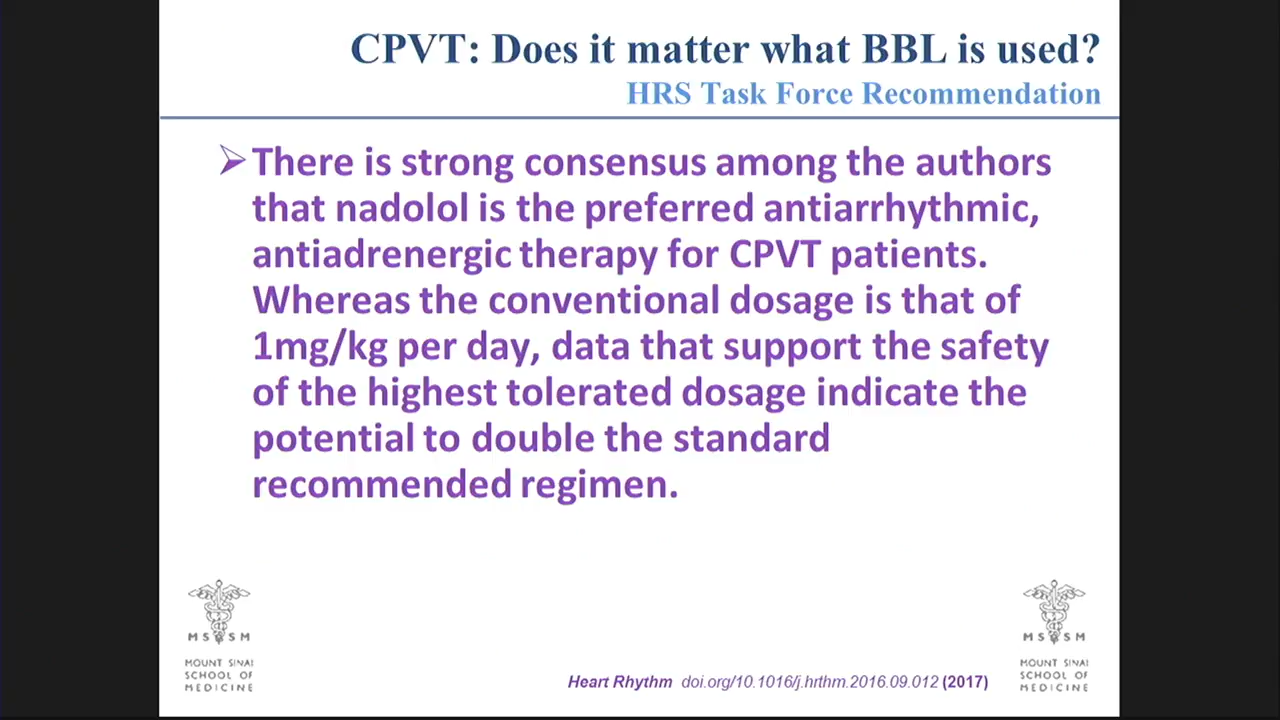 CPVT: Does it matter what BBL is used?
HRS Task Force Recommendation
There is strong consensus among the authors
that nadolol is the preferred antiarrhythmic,
antiadrenergic therapy for CPVT patients.
Whereas the conventional dosage is that of
1mg/kg per day, data that support the safety
of the highest tolerated dosage indicate the
potential to double the standard
recommended regimen.
MSSM
MOUNT SINAI
SCHOOL OF
MEDICINE
Heart Rhythm doi.org/10.1016/j.hrthm.2016.09.012 (2017)
MSSM
MOUNT SINAI
SCHOOL OF
MEDICINE